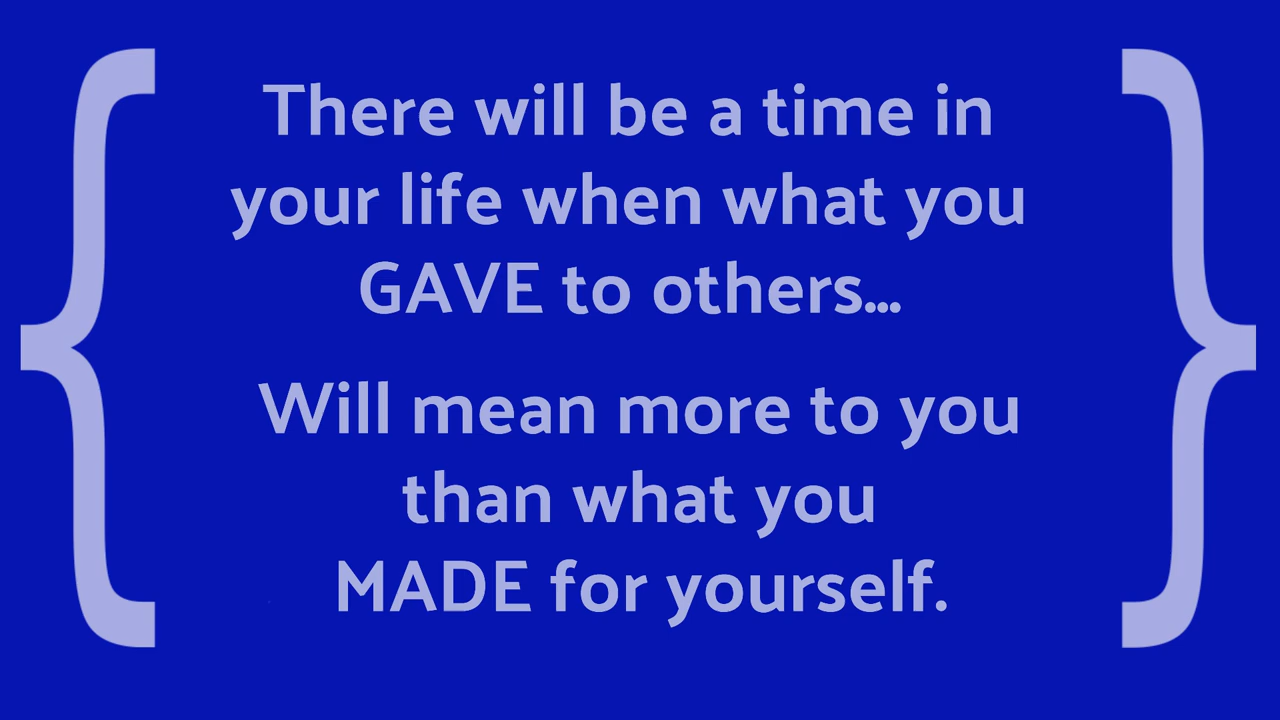 There will be a time in
your life when what you
GAVE to others...
Will mean more to you
than what you
MADE for yourself.